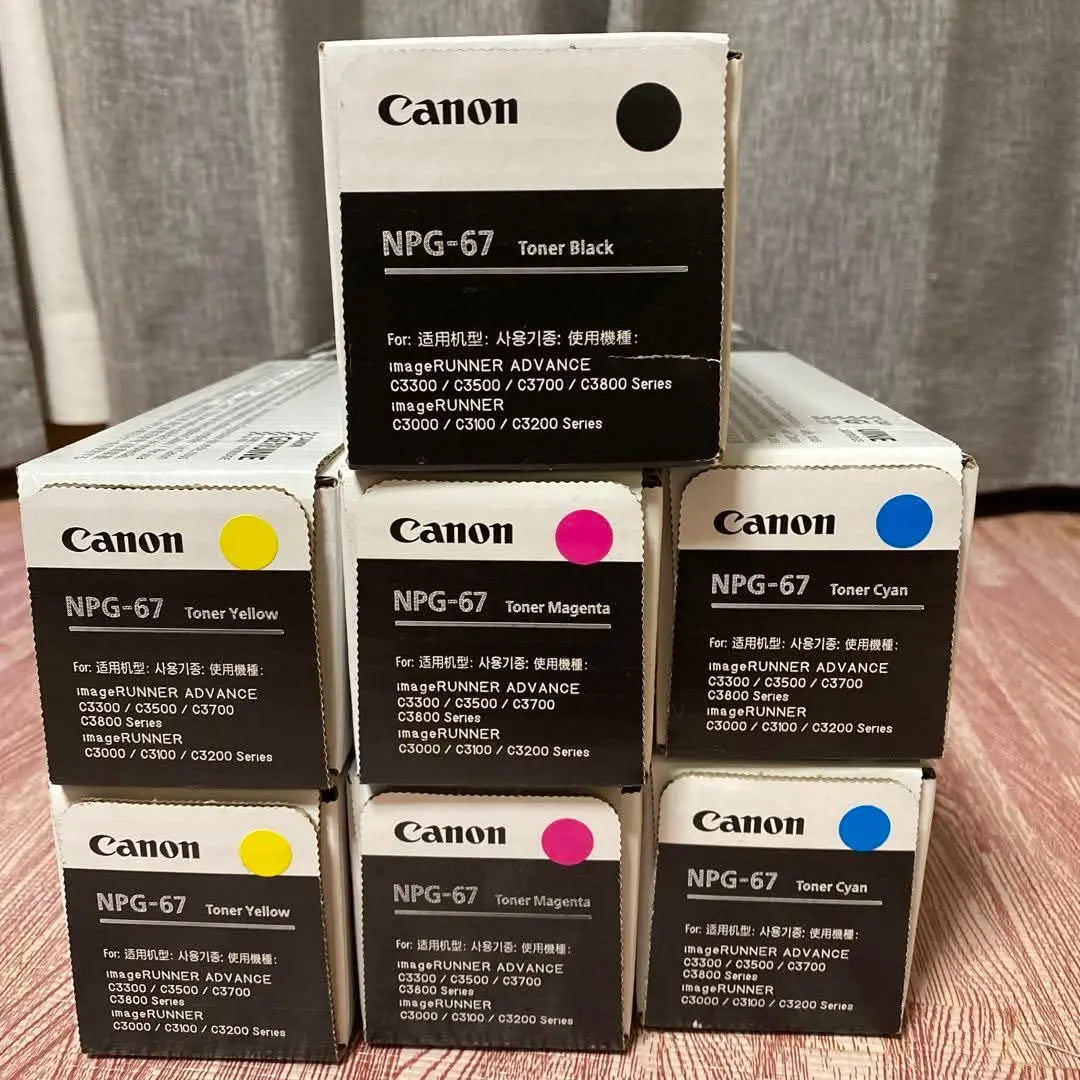 Canon
NPG-67 Toner Black
For: 适用机型: 사용기종: 使用機種:
imageRUNNER ADVANCE
C3300 / C3500 / C3700 / C3800 Series
imageRUNNER
C3000 / C3100 / C3200 Series
Canon
NPG-67 Toner Yellow
For: 适用机型: 사용기종: 使用機種:
imageRUNNER ADVANCE
C3300 / C3500 / C3700
C3800 Series
imageRUNNER
C3000 / C3100 / C3200 Series
Canon
NPG-67 Toner Magenta
For: 适用机型: 사용기종: 使用機種:
imageRUNNER ADVANCE
C3300 / C3500 / C3700
C3800 Series
imageRUNNER
C3000 / C3100 / C3200 Series
Canon
NPG-67 Toner Cyan
For: 适用机型: 사용기종: 使用機種:
imageRUNNER ADVANCE
C3300 / C3500 / C3700
C3800 Series
imageRUNNER
C3000 / C3100 / C3200 Series
Canon
NPG-67 Toner Yellow
For: 适用机型: 사용기종: 使用機種:
imageRUNNER ADVANCE
C3300 / C3500 / C3700
C3800 Series
imageRUNNER
C3000 / C3100 / C3200 Series
Canon
NPG-67 Toner Magenta
For: 适用机型: 사용기종: 使用機種:
imageRUNNER ADVANCE
C3300 / C3500 / C3700
C3800 Series
imageRUNNER
C3000 / C3100 / C3200 Series
Canon
NPG-67 Toner Cyan
For: 适用机型: 사용기종: 使用機種:
imageRUNNER ADVANCE
C3300 / C3500 / C3700
C3800 Series
imageRUNNER
C3000 / C3100 / C3200 Series